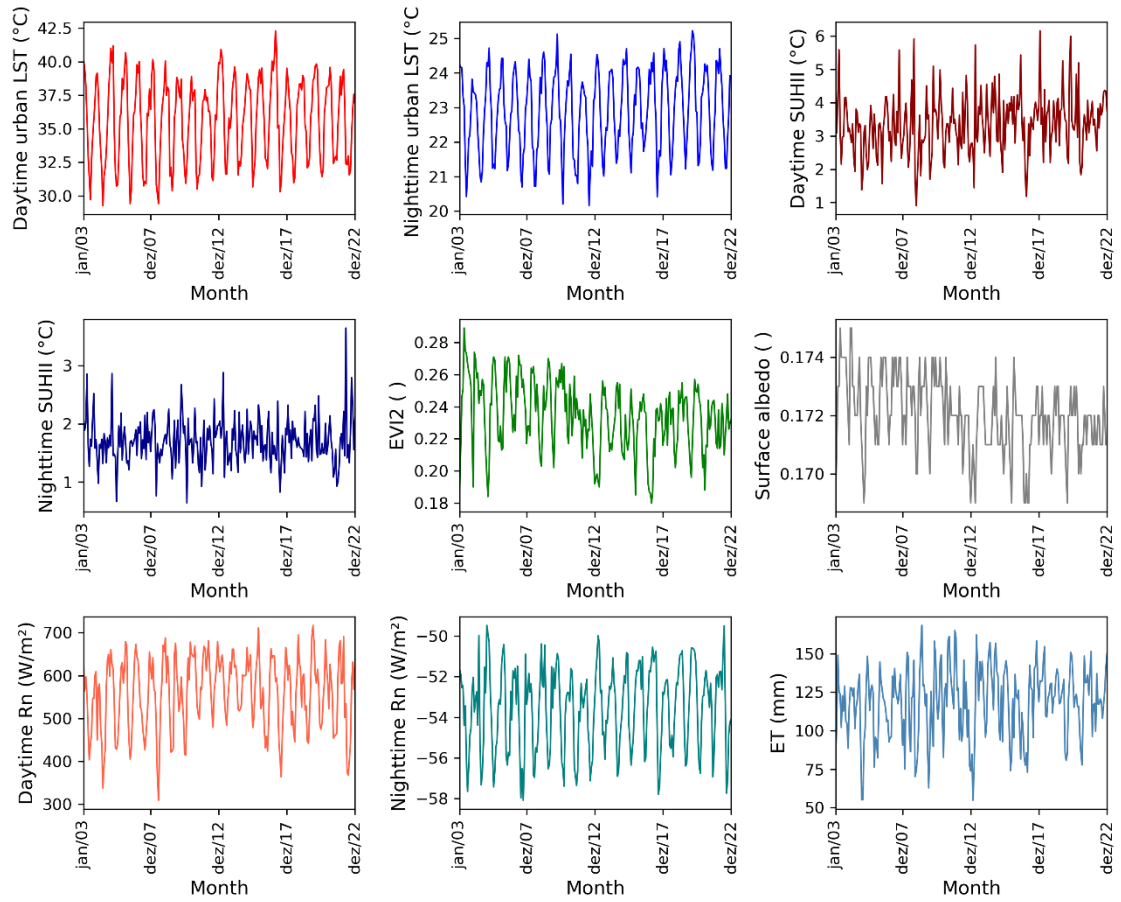 Daytime urban LST (°C)
42.5
40.0
37.5
35.0
32.5
30.0
jan/03
dez/07
dez/12
dez/17
dez/22
Month
Nighttime urban LST (°C
25
24
23
22
21
20
jan/03
dez/07
dez/12
dez/17
dez/22
Month
Daytime SUHII (°C)
6
5
4
3
2
1
jan/03
dez/07
dez/12
dez/17
dez/22
Month
Nighttime SUHII (°C)
3
2
1
jan/03
dez/07
dez/12
dez/17
dez/22
Month
EVI2 ( )
0.28
0.26
0.24
0.22
0.20
0.18
jan/03
dez/07
dez/12
dez/17
dez/22
Month
Surface albedo ( )
0.174
0.172
0.170
jan/03
dez/07
dez/12
dez/17
dez/22
Month
Daytime Rn (W/m²)
700
600
500
400
300
jan/03
dez/07
dez/12
dez/17
dez/22
Month
Nighttime Rn (W/m²)
−50
−52
−54
−56
−58
jan/03
dez/07
dez/12
dez/17
dez/22
Month
ET (mm)
150
125
100
75
50
jan/03
dez/07
dez/12
dez/17
dez/22
Month